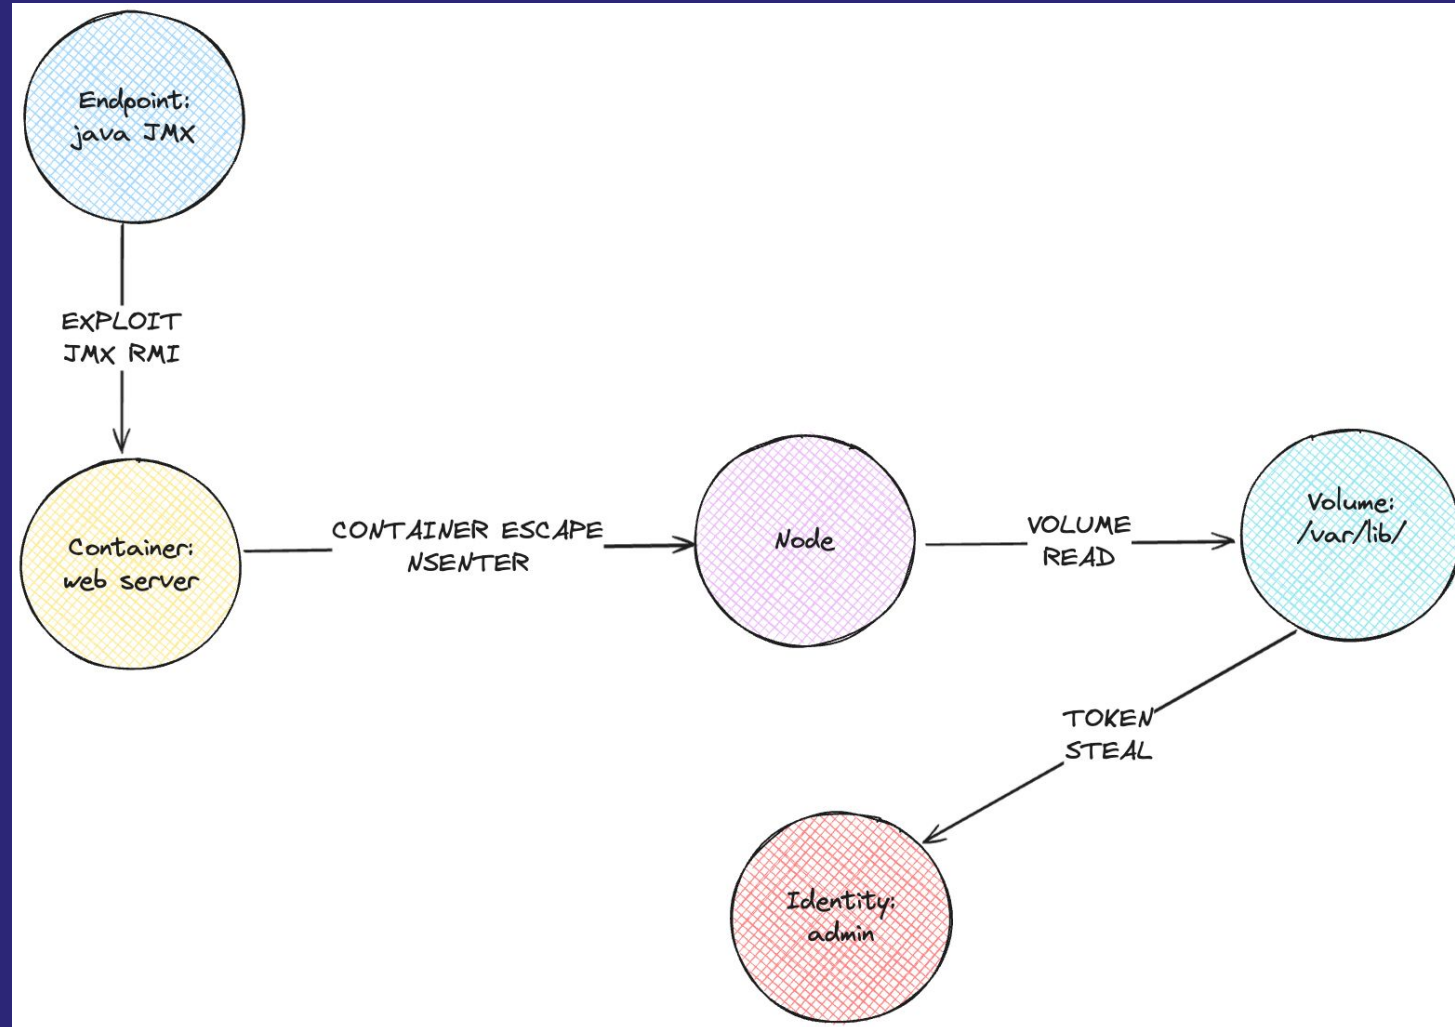 Endpoint:
java JMX
EXPLOIT
JMX RMI
Container:
web server
CONTAINER ESCAPE
NSENTER
Node
VOLUME
READ
Volume:
/var/lib/
TOKEN
STEAL
Identity:
admin